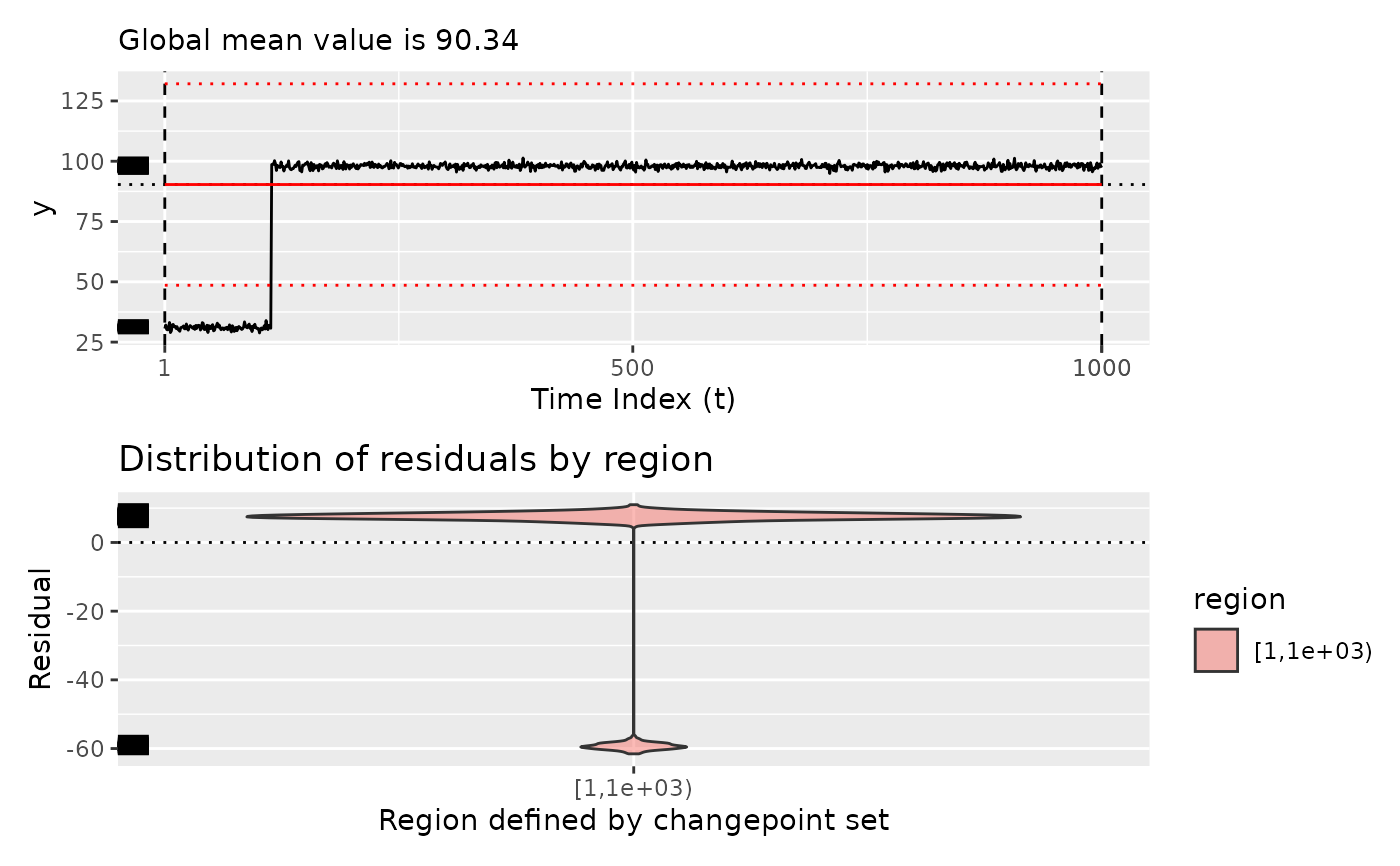 Global mean value is 90.34
125
100
75
50
25
y
1 500 1000
Time Index (t)
Distribution of residuals by region
0
-20
-40
-60
Residual
[1,1e+03)
Region defined by changepoint set
region
[1,1e+03)